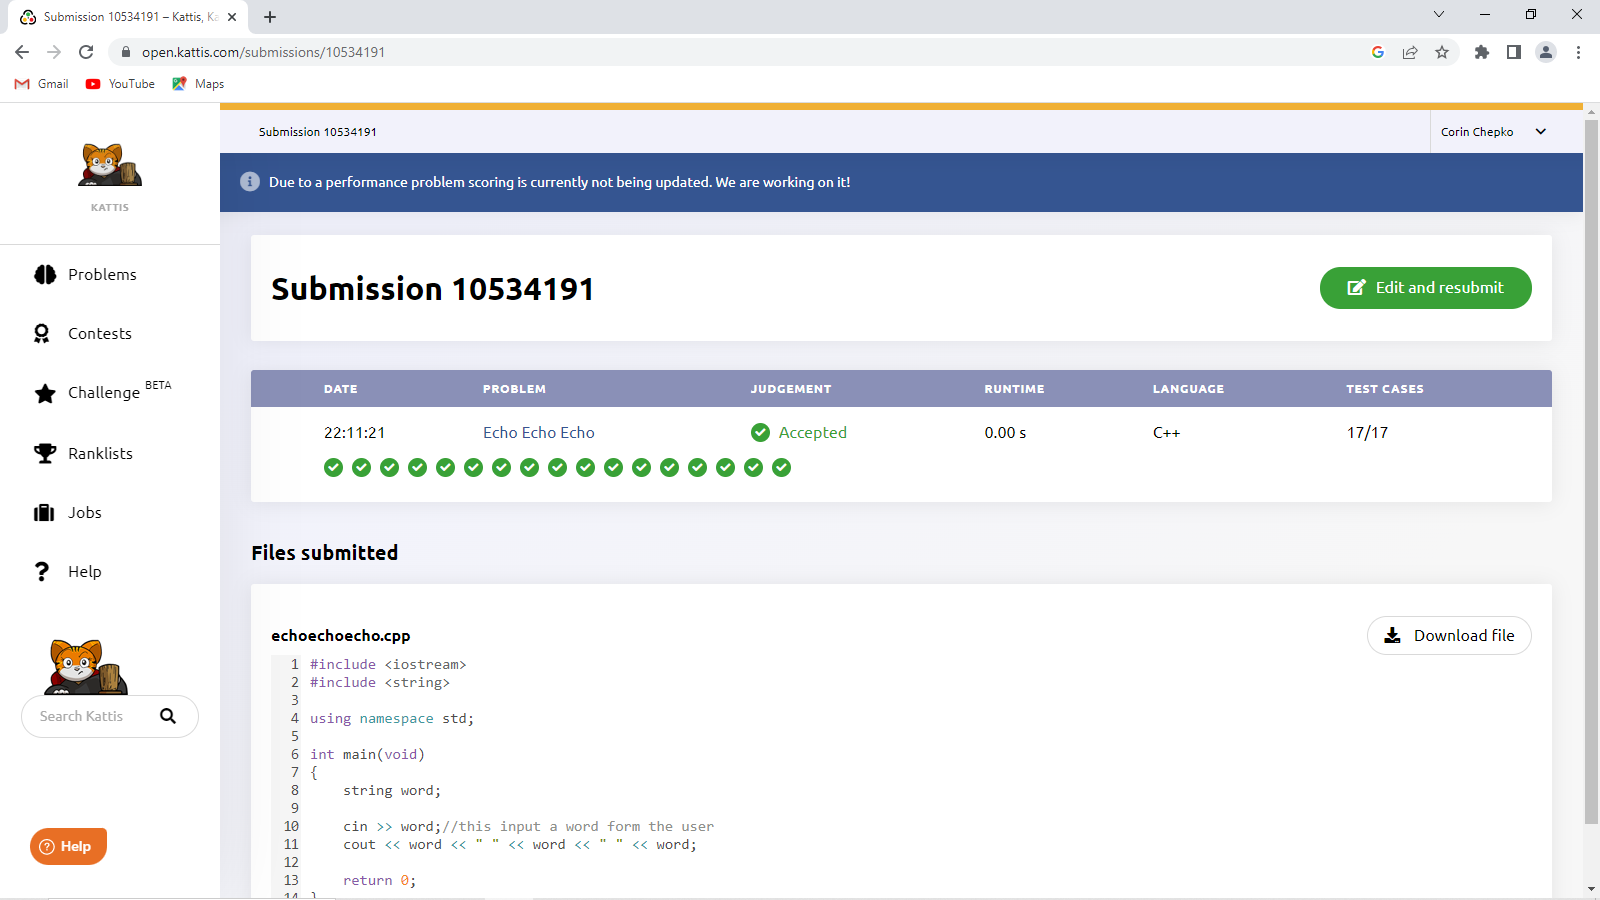 Submission 10534191 – Kattis, Ka
open.kattis.com/submissions/10534191
Gmail YouTube Maps
Submission 10534191
Corin Chepko
Due to a performance problem scoring is currently not being updated. We are working on it!
KATTIS
Problems
Contests
Challenge BETA
Ranklists
Jobs
Help
Search Kattis
Help
Submission 10534191
Edit and resubmit
DATE PROBLEM JUDGEMENT RUNTIME LANGUAGE TEST CASES
22:11:21 Echo Echo Echo Accepted 0.00 s C++ 17/17
Files submitted
echoechoecho.cpp
Download file
1 #include <iostream>
2 #include <string>
3
4 using namespace std;
5
6 int main(void)
7 {
8 string word;
9
10 cin >> word;//this input a word form the user
11 cout << word << " " << word << " " << word;
12
13 return 0;
14 }